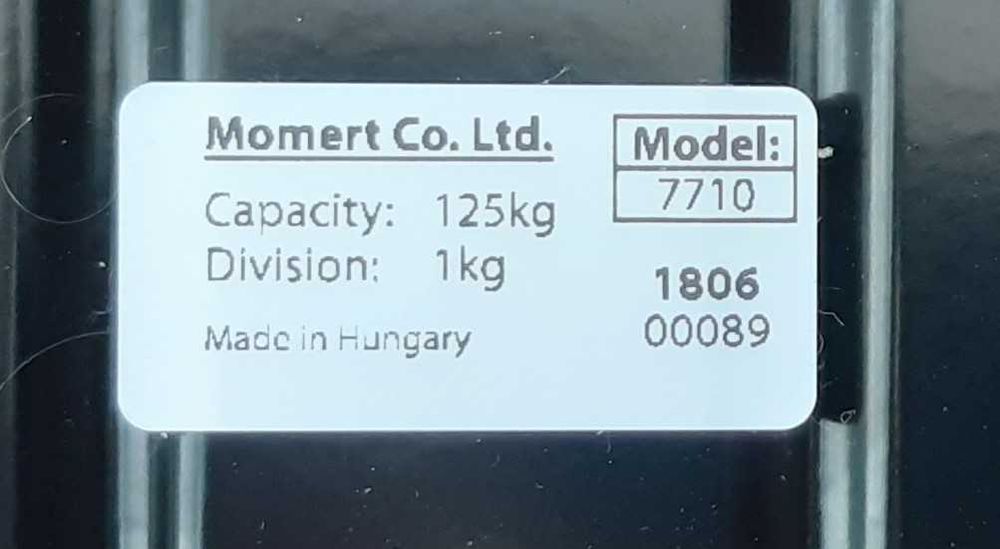 Momert Co. Ltd.
Capacity: 125kg
Division: 1kg
Made in Hungary
Model:
7710
1806
00089